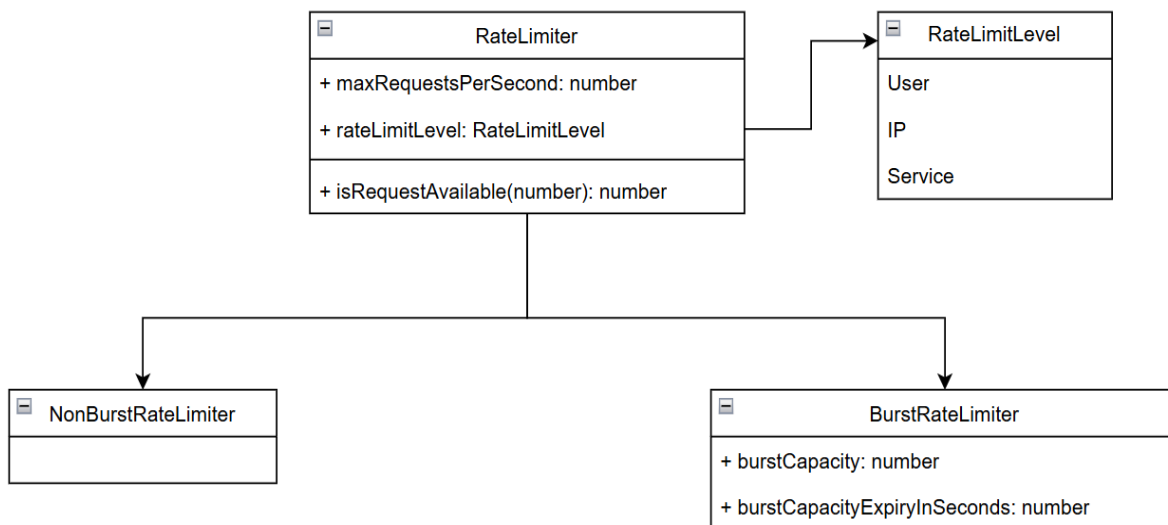 RateLimiter
+ maxRequestsPerSecond: number
+ rateLimitLevel: RateLimitLevel
+ isRequestAvailable(number): number
RateLimitLevel
User
IP
Service
NonBurstRateLimiter
BurstRateLimiter
+ burstCapacity: number
+ burstCapacityExpiryInSeconds: number